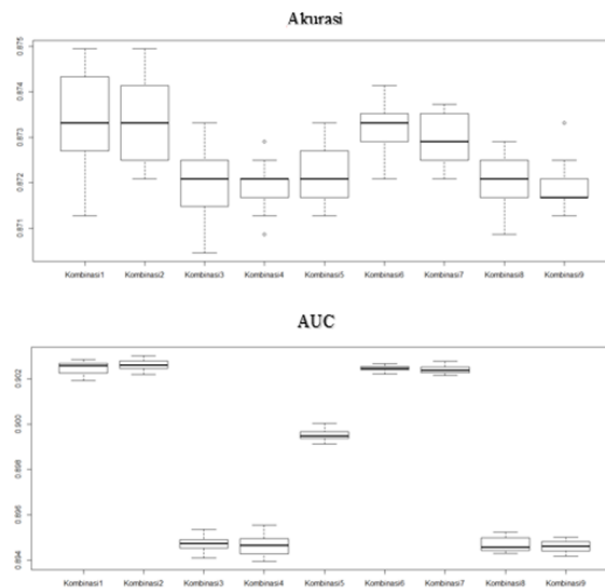 Akurasi
0.875
0.874
0.873
0.872
0.871
Kombinasi1 Kombinasi2 Kombinasi3 Kombinasi4 Kombinasi5 Kombinasi6 Kombinasi7 Kombinasi8 Kombinasi9
AUC
0.902
0.900
0.898
0.896
0.894
Kombinasi1 Kombinasi2 Kombinasi3 Kombinasi4 Kombinasi5 Kombinasi6 Kombinasi7 Kombinasi8 Kombinasi9